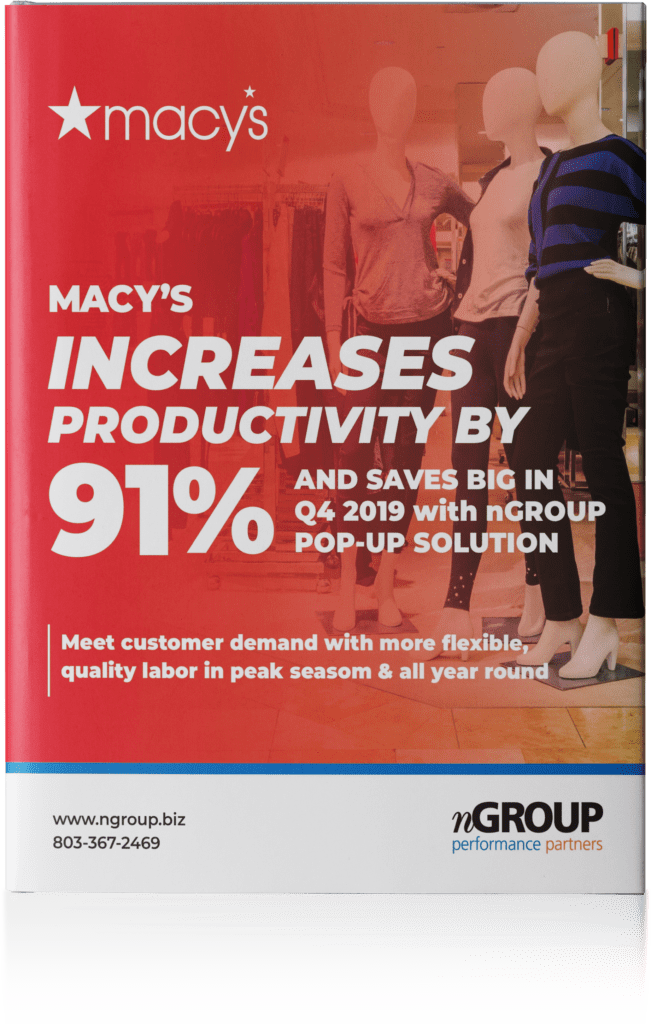 macy's
MACY'S
INCREASES
PRODUCTIVITY BY
91%
AND SAVES BIG IN
Q4 2019 with nGROUP
POP-UP SOLUTION
Meet customer demand with more flexible,
quality labor in peak seasom & all year round
www.ngroup.biz
803-367-2469
nGROUP
performance partners